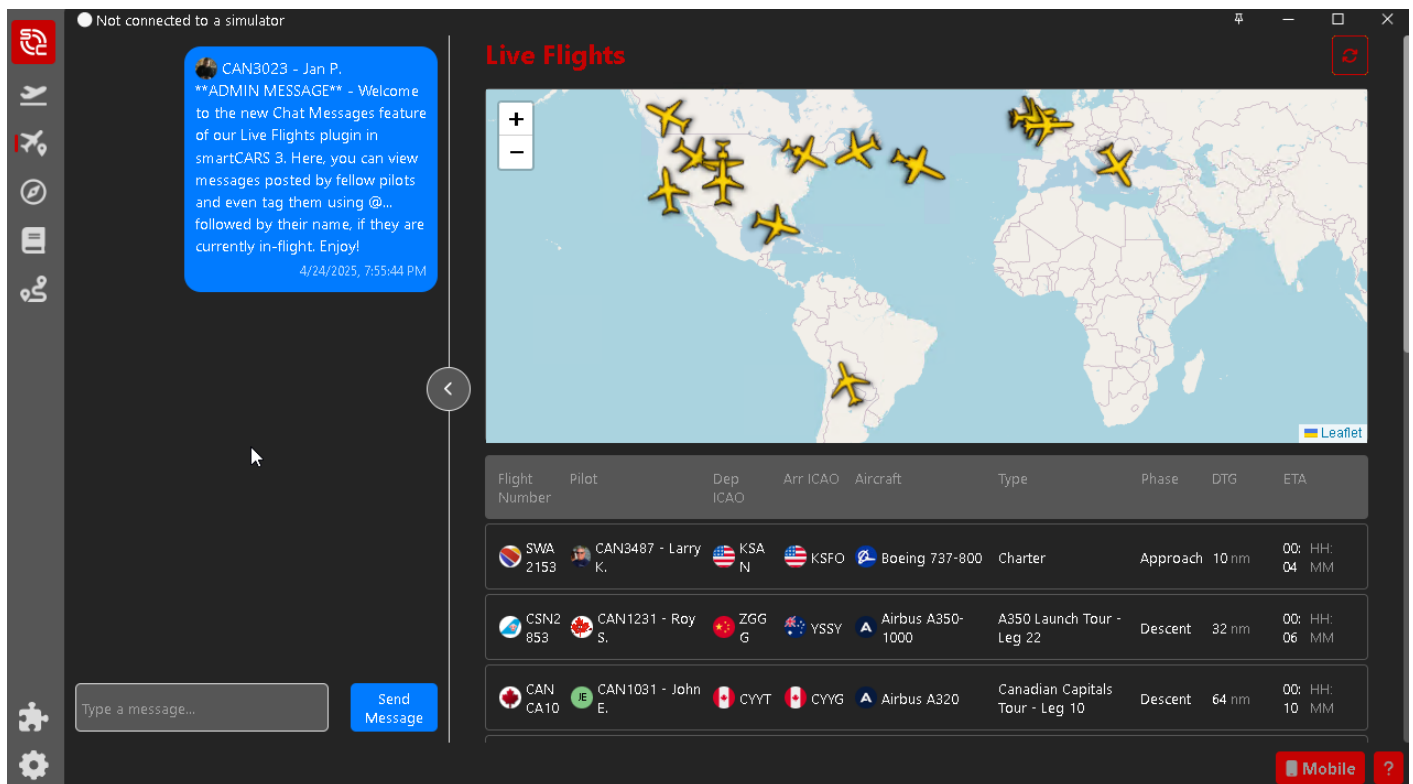 Not connected to a simulator
CAN3023 - Jan P.
**ADMIN MESSAGE** - Welcome
to the new Chat Messages feature
of our Live Flights plugin in
smartCARS 3. Here, you can view
messages posted by fellow pilots
and even tag them using @...
followed by their name, if they are
currently in-flight. Enjoy!
4/24/2025, 7:55:44 PM
Type a message...
Send
Message
Live Flights
+
−
Leaflet
Flight
Number
Pilot
Dep
ICAO
Arr ICAO
Aircraft
Type
Phase
DTG
ETA
SWA
2153
CAN3487 - Larry
K.
KSA
N
KSFO
Boeing 737-800
Charter
Approach
10 nm
00: HH:
04 MM
CSN2
853
CAN1231 - Roy
S.
ZGG
G
YSSY
A
Airbus A350-
1000
A350 Launch Tour -
Leg 22
Descent
32 nm
00: HH:
06 MM
CAN
CA10
JE
CAN1031 - John
E.
CYYT
CYYG
A
Airbus A320
Canadian Capitals
Tour - Leg 10
Descent
64 nm
00: HH:
10 MM
Mobile
?